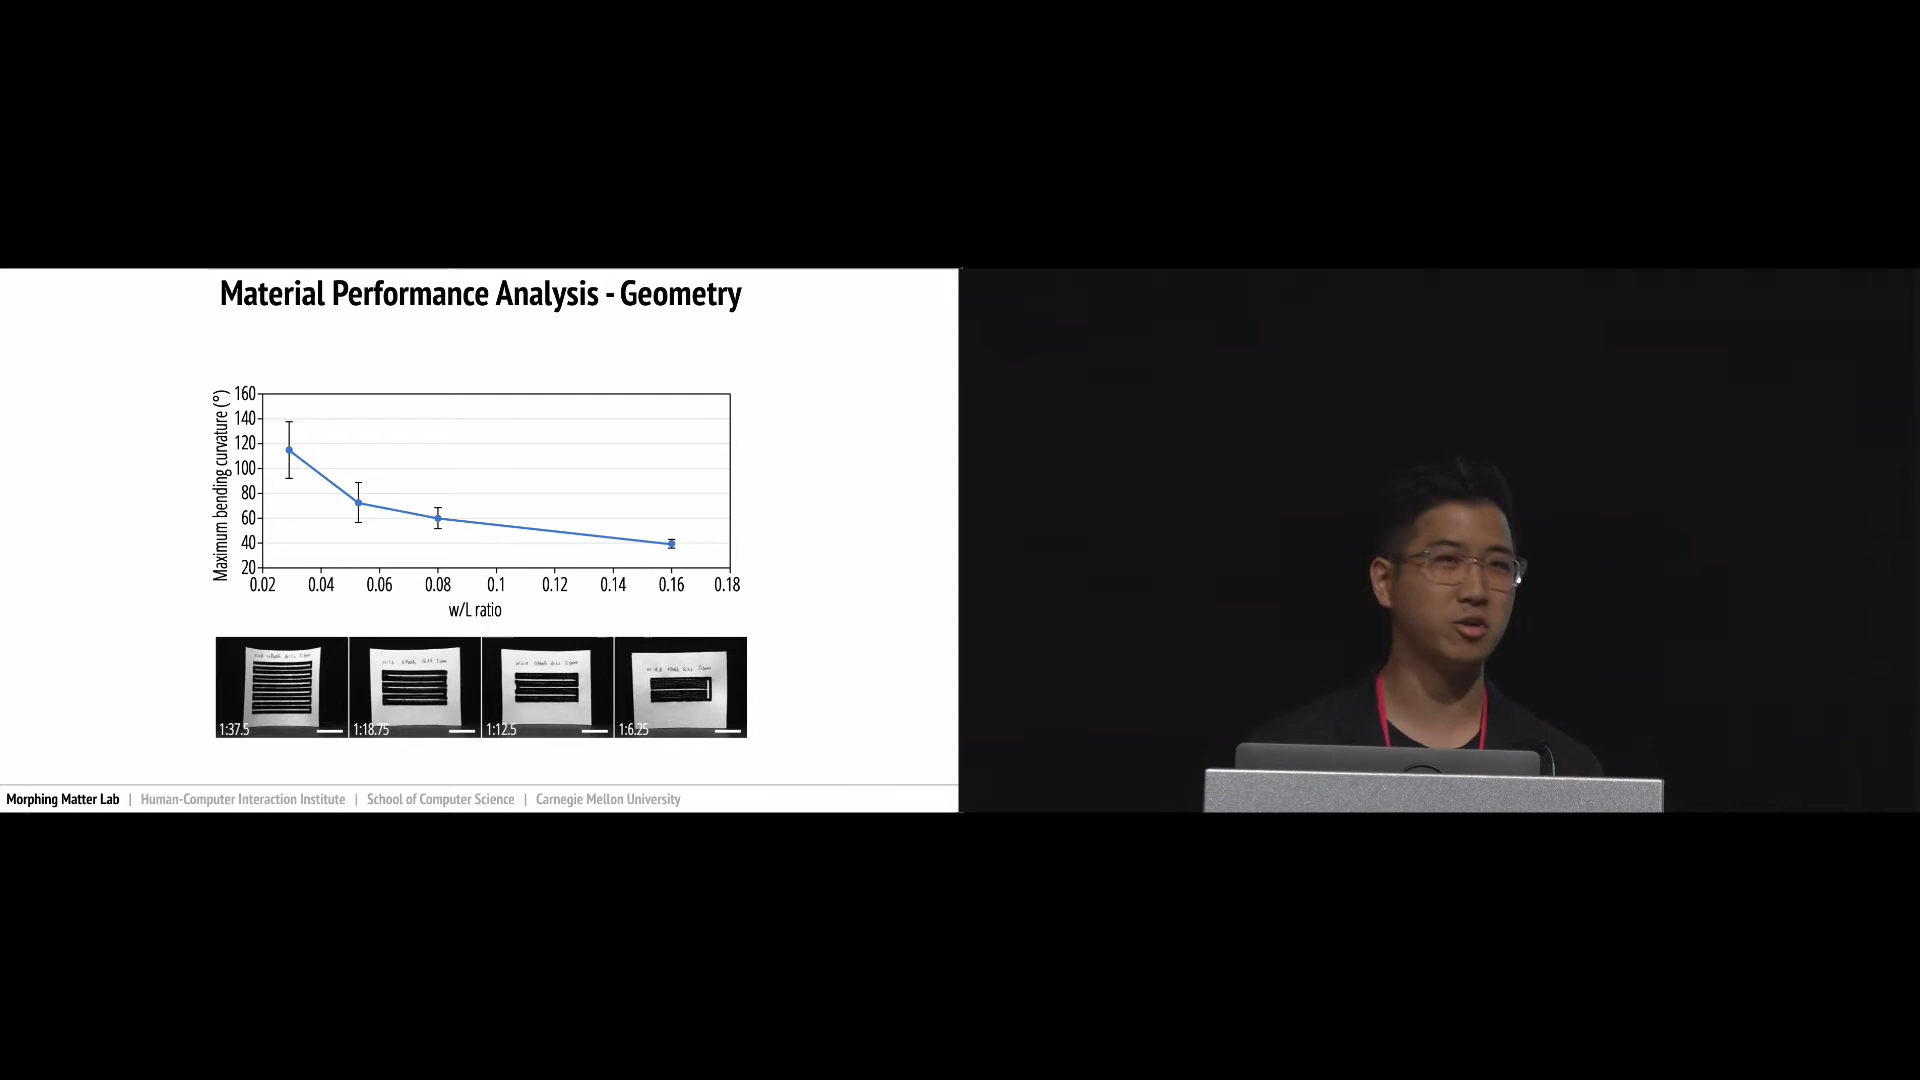 Material Performance Analysis - Geometry
Maximum bending curvature (°)
160
140
120
100
80
60
40
20
0.02 0.04 0.06 0.08 0.1 0.12 0.14 0.16 0.18
w/L ratio
1:37.5 1:18.75 1:12.5 1:6.25
Morphing Matter Lab | Human-Computer Interaction Institute | School of Computer Science | Carnegie Mellon University